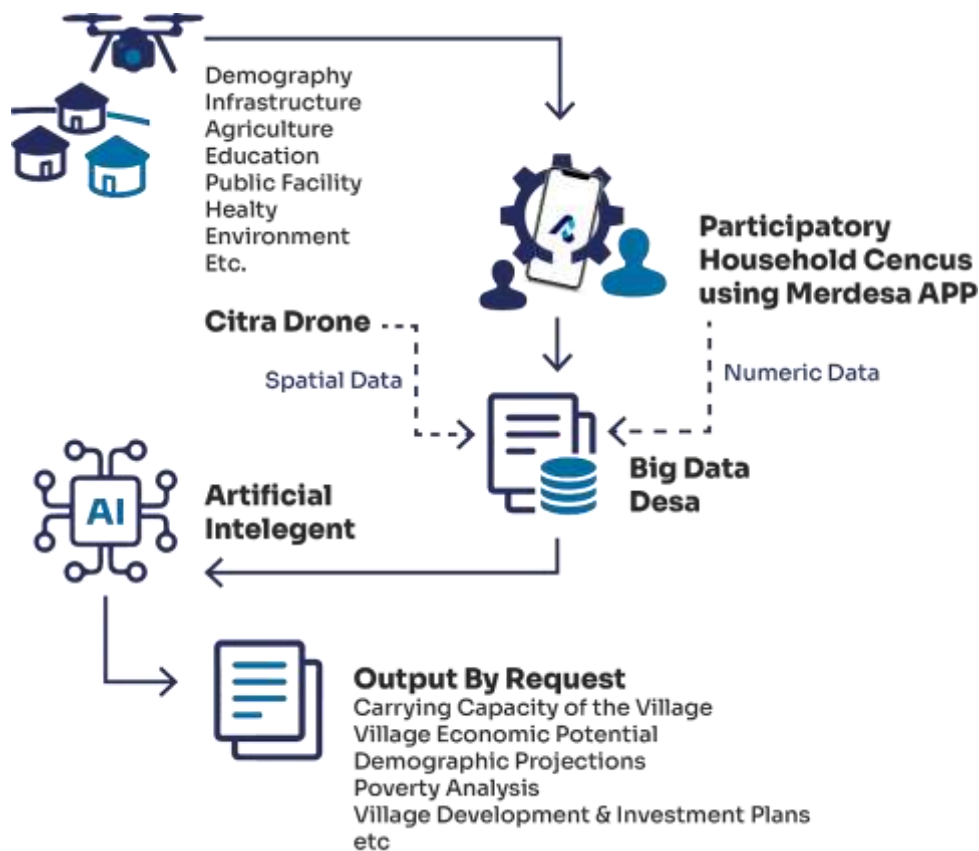 Demography
Infrastructure
Agriculture
Education
Public Facility
Healty
Environment
Etc.
Participatory
Household Cencus
using Merdesa APP
Citra Drone
Spatial Data
Numeric Data
Big Data
Desa
AI
Artificial
Intelegent
Output By Request
Carrying Capacity of the Village
Village Economic Potential
Demographic Projections
Poverty Analysis
Village Development & Investment Plans
etc